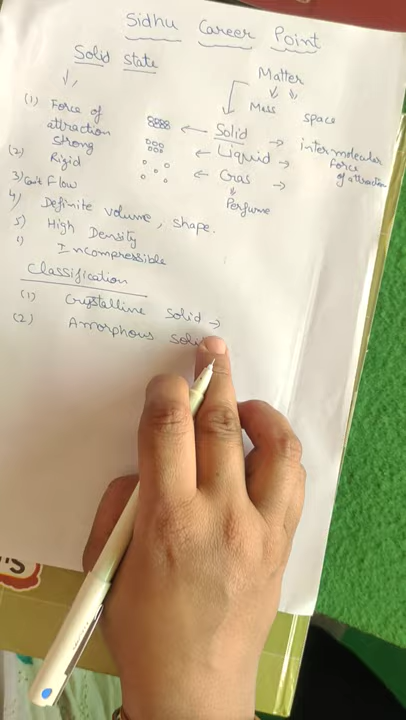 Sidhu Career Point
Solid State
Matter
Mass space
(1) Force of attraction strong
Solid
intermolecular force of attraction
Liquid
(2) Rigid
Gas
3) Can't Flow
Perfume
4) Definite volume, shape.
5) High Density
Incompressible
Classification
(1) Crystalline Solid →
(2) Amorphous Soli